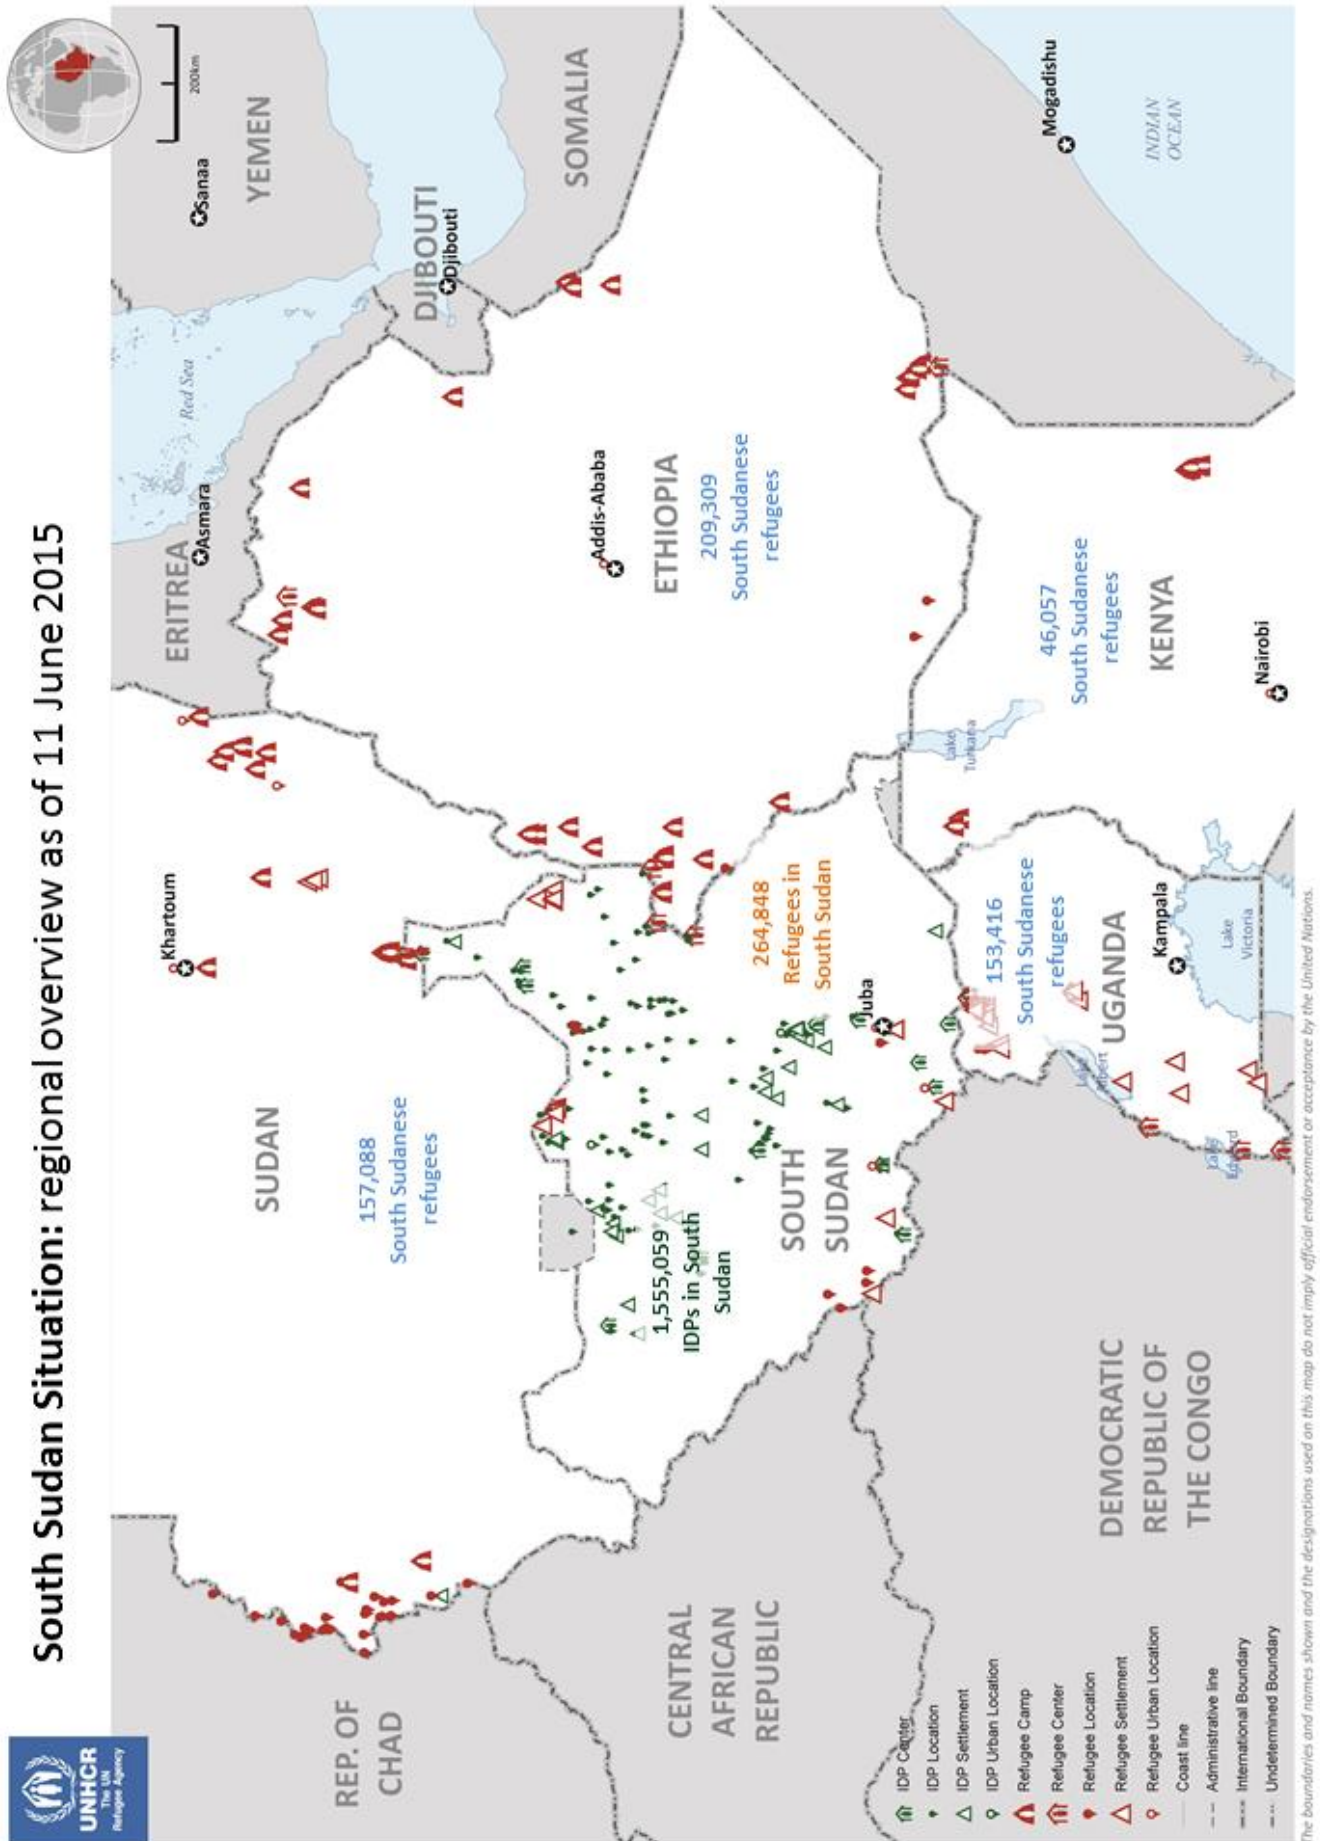 South Sudan Situation: regional overview as of 11 June 2015
UNHCR
The UN
Refugee Agency
200km
Sanaa
YEMEN
Red Sea
ERITREA
Asmara
DJIBOUTI
Djibouti
SOMALIA
Khartoum
SUDAN
157,088
South Sudanese
refugees
REP. OF
CHAD
Addis-Ababa
ETHIOPIA
209,309
South Sudanese
refugees
Mogadishu
INDIAN
OCEAN
CENTRAL
AFRICAN
REPUBLIC
1,555,059
IDPs in South
Sudan
SOUTH
SUDAN
264,848
Refugees in
South Sudan
Juba
Lake
Turkana
46,057
South Sudanese
refugees
KENYA
Nairobi
153,416
South Sudanese
refugees
UGANDA
Kampala
Lake
Victoria
Lake
Lake
Edward
DEMOCRATIC
REPUBLIC OF
THE CONGO
IDP Center
IDP Location
IDP Settlement
IDP Urban Location
Refugee Camp
Refugee Center
Refugee Location
Refugee Settlement
Refugee Urban Location
Coast line
Administrative line
International Boundary
Undetermined Boundary
The boundaries and names shown and the designations used on this map do not imply official endorsement or acceptance by the United Nations.